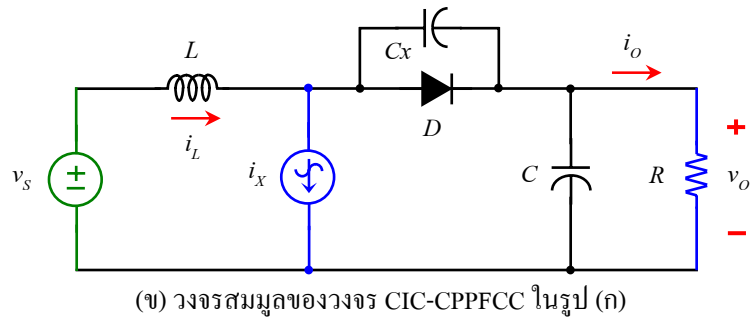 L
Cx
i_O
D
i_L
v_S
i_X
C
R
v_O
(ข) วงจรสมมูลของวงจร CIC-CPPFCC ในรูป (ก)